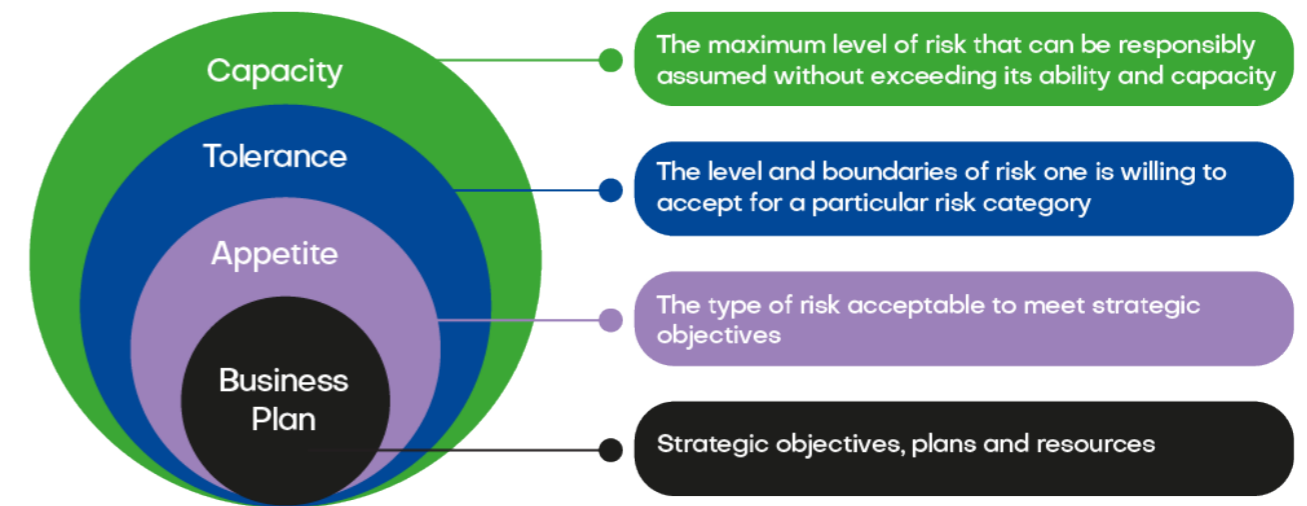 Capacity
The maximum level of risk that can be responsibly
assumed without exceeding its ability and capacity
Tolerance
The level and boundaries of risk one is willing to
accept for a particular risk category
Appetite
The type of risk acceptable to meet strategic
objectives
Business
Plan
Strategic objectives, plans and resources